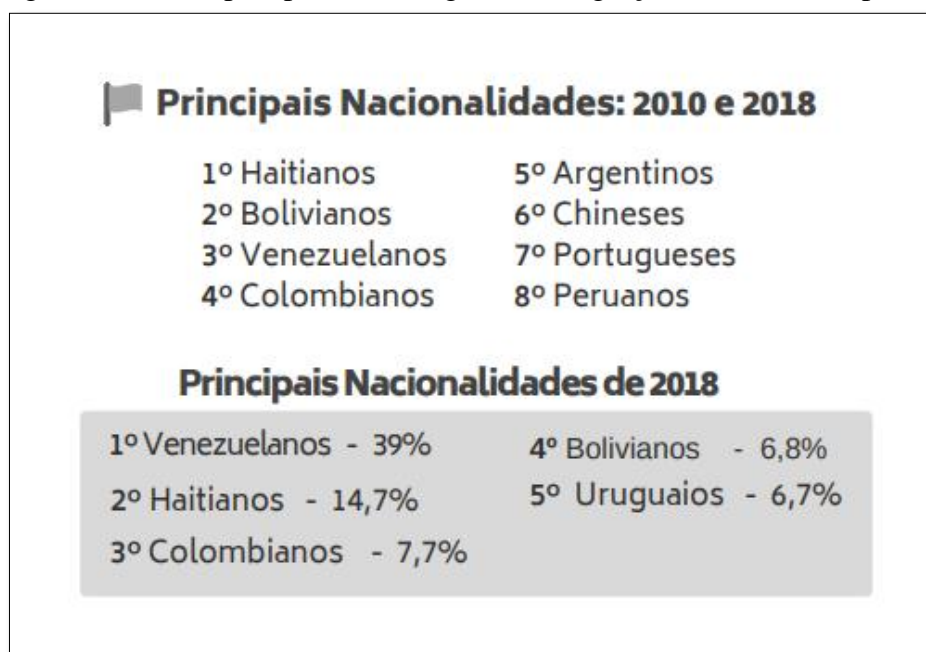 Principais Nacionalidades: 2010 e 2018
1º Haitianos
2º Bolivianos
3º Venezuelanos
4º Colombianos
5º Argentinos
6º Chineses
7º Portugueses
8º Peruanos
Principais Nacionalidades de 2018
1º Venezuelanos - 39%
2º Haitianos - 14,7%
3º Colombianos - 7,7%
4º Bolivianos - 6,8%
5º Uruguaios - 6,7%